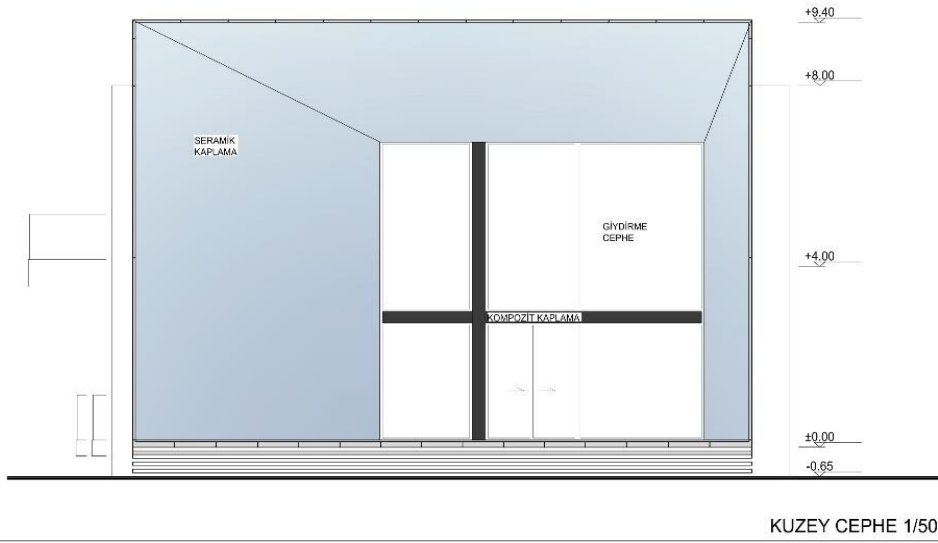 +9.40
+8.00
SERAMİK
KAPLAMA
GİYDİRME
CEPHE
+4.00
KOMPOZİT KAPLAMA
±0.00
-0.65
KUZEY CEPHE 1/50